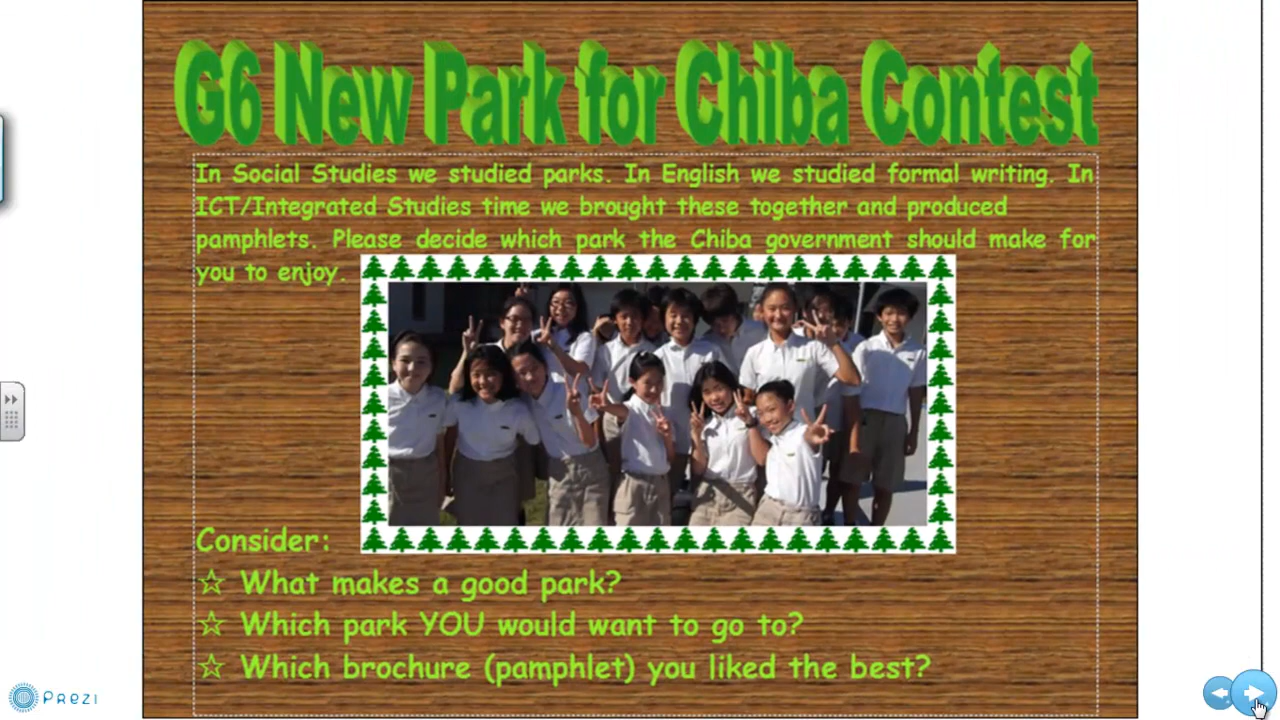 G6 New Park for Chiba Contest
In Social Studies we studied parks. In English we studied formal writing. In
ICT/Integrated Studies time we brought these together and produced
pamphlets. Please decide which park the Chiba government should make for
you to enjoy.
Consider:
☆ What makes a good park?
☆ Which park YOU would want to go to?
☆ Which brochure (pamphlet) you liked the best?
PREZI